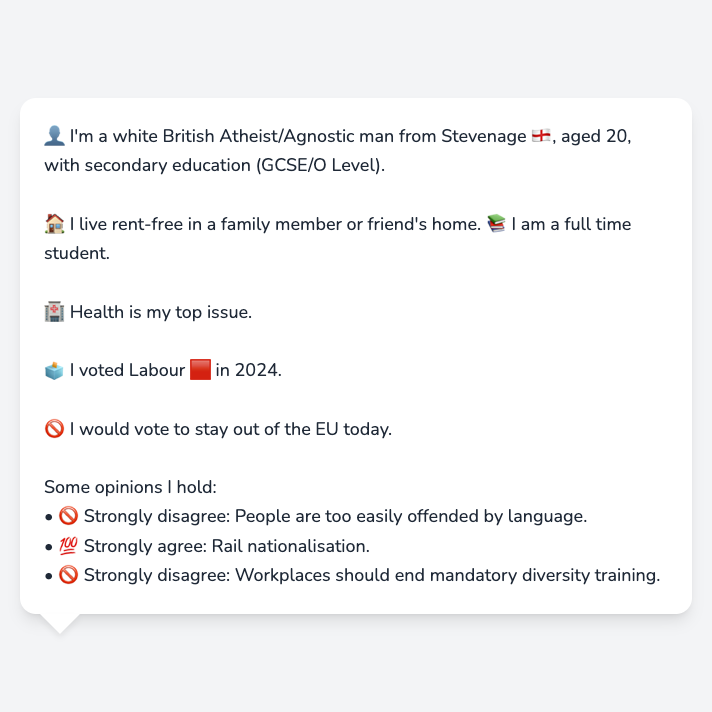 👤 I'm a white British Atheist/Agnostic man from Stevenage 🏴󠁧󠁢󠁥󠁮󠁧󠁿, aged 20,
with secondary education (GCSE/O Level).
🏠 I live rent-free in a family member or friend's home. 📚 I am a full time
student.
🏥 Health is my top issue.
🗳️ I voted Labour 🟥 in 2024.
🚫 I would vote to stay out of the EU today.
Some opinions I hold:
• 🚫 Strongly disagree: People are too easily offended by language.
• 💯 Strongly agree: Rail nationalisation.
• 🚫 Strongly disagree: Workplaces should end mandatory diversity training.